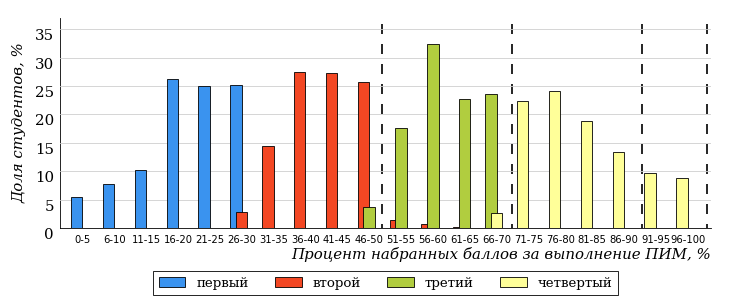 Доля студентов, %
35
30
25
20
15
10
5
0
0-5 6-10 11-15 16-20 21-25 26-30 31-35 36-40 41-45 46-50 51-55 56-60 61-65 66-70 71-75 76-80 81-85 86-90 91-95 96-100
Процент набранных баллов за выполнение ПИМ, %
первый второй третий четвертый